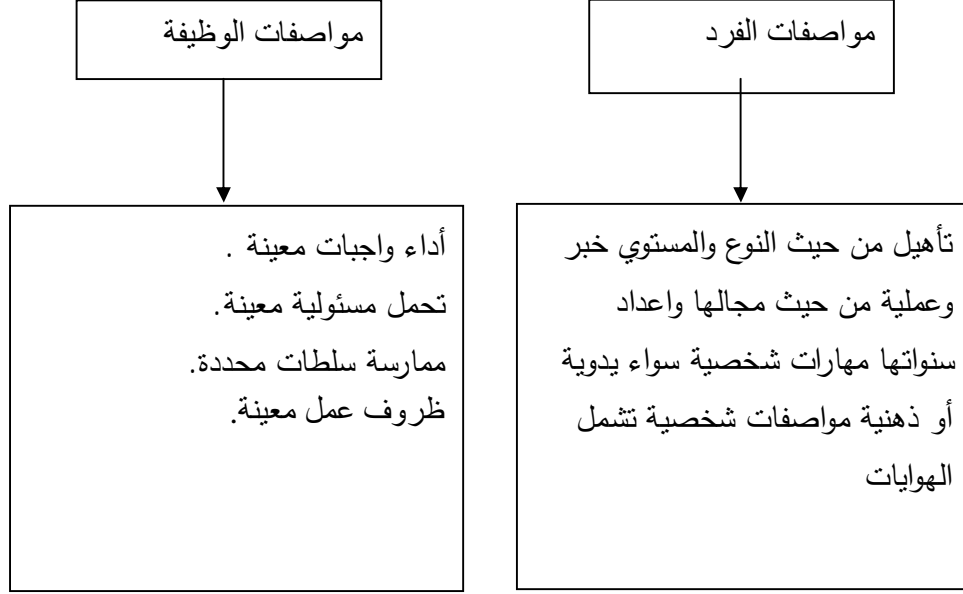 مواصفات الفرد
مواصفات الوظيفة
تأهيل من حيث النوع والمستوي خبر
وعملية من حيث مجالها واعداد
سنواتها مهارات شخصية سواء يدوية
أو ذهنية مواصفات شخصية تشمل
الهوايات
أداء واجبات معينة .
تحمل مسئولية معينة.
ممارسة سلطات محددة.
ظروف عمل معينة.